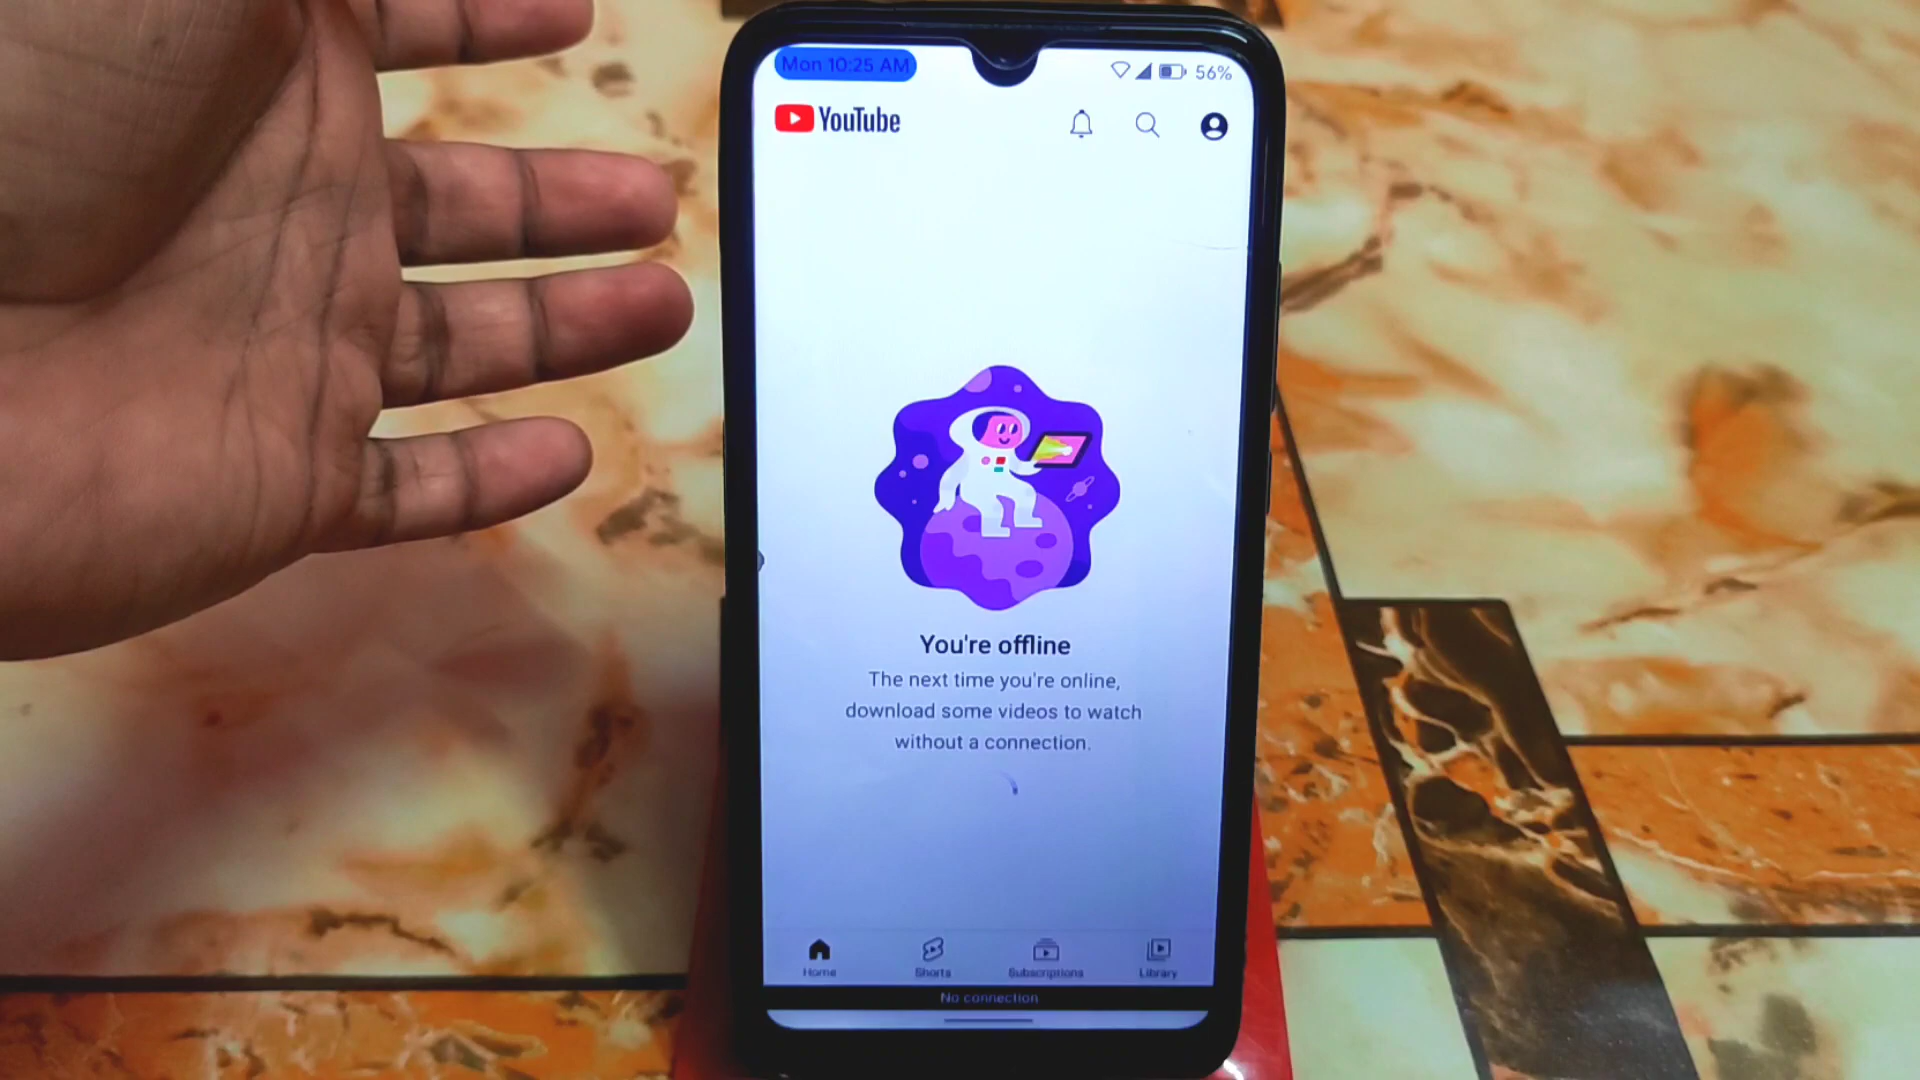 Mon 10:25 AM
56%
YouTube
You're offline
The next time you're online,
download some videos to watch
without a connection.
Home
Shorts
Subscriptions
Library
No connection